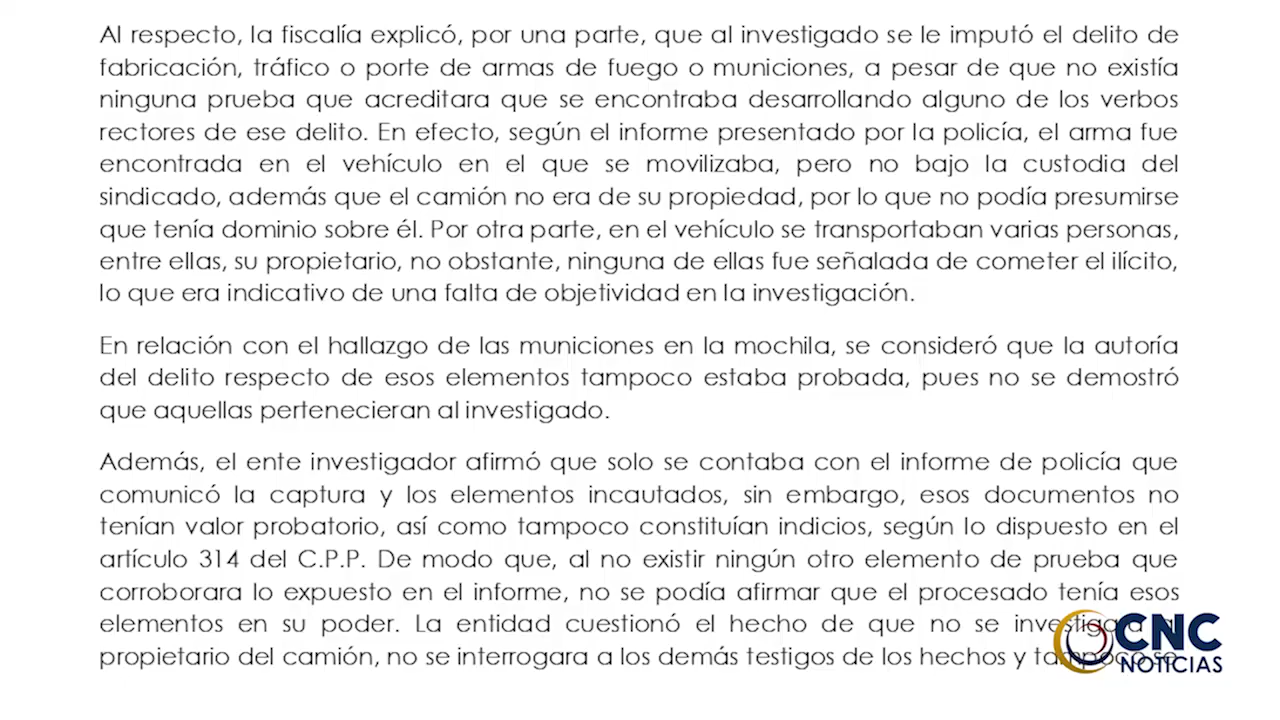 Al respecto, la fiscalía explicó, por una parte, que al investigado se le imputó el delito de
fabricación, tráfico o porte de armas de fuego o municiones, a pesar de que no existía
ninguna prueba que acreditara que se encontraba desarrollando alguno de los verbos
rectores de ese delito. En efecto, según el informe presentado por la policía, el arma fue
encontrada en el vehículo en el que se movilizaba, pero no bajo la custodia del
sindicado, además que el camión no era de su propiedad, por lo que no podía presumirse
que tenía dominio sobre él. Por otra parte, en el vehículo se transportaban varias personas,
entre ellas, su propietario, no obstante, ninguna de ellas fue señalada de cometer el ilícito,
lo que era indicativo de una falta de objetividad en la investigación.
En relación con el hallazgo de las municiones en la mochila, se consideró que la autoría
del delito respecto de esos elementos tampoco estaba probada, pues no se demostró
que aquellas pertenecieran al investigado.
Además, el ente investigador afirmó que solo se contaba con el informe de policía que
comunicó la captura y los elementos incautados, sin embargo, esos documentos no
tenían valor probatorio, así como tampoco constituían indicios, según lo dispuesto en el
artículo 314 del C.P.P. De modo que, al no existir ningún otro elemento de prueba que
corroborara lo expuesto en el informe, no se podía afirmar que el procesado tenía esos
elementos en su poder. La entidad cuestionó el hecho de que no se investigara al
propietario del camión, no se interrogara a los demás testigos de los hechos y tampoco se
CNC
NOTICIAS